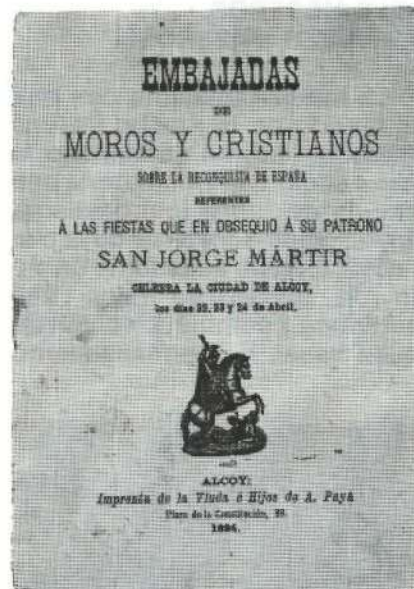 EMBAJADAS
DE
MOROS Y CRISTIANOS
SOBRE LA RECONQUISTA DE ESPAÑA
REFERENTES
Á LAS FIESTAS QUE EN OBSEQUIO Á SU PATRONO
SAN JORGE MÁRTIR
CELEBRA LA CIUDAD DE ALCOY,
los días 22, 23 y 24 de Abril.
ALCOY:
Imprenta de la Viuda é Hijos de A. Payá
Plaza de la Constitución,